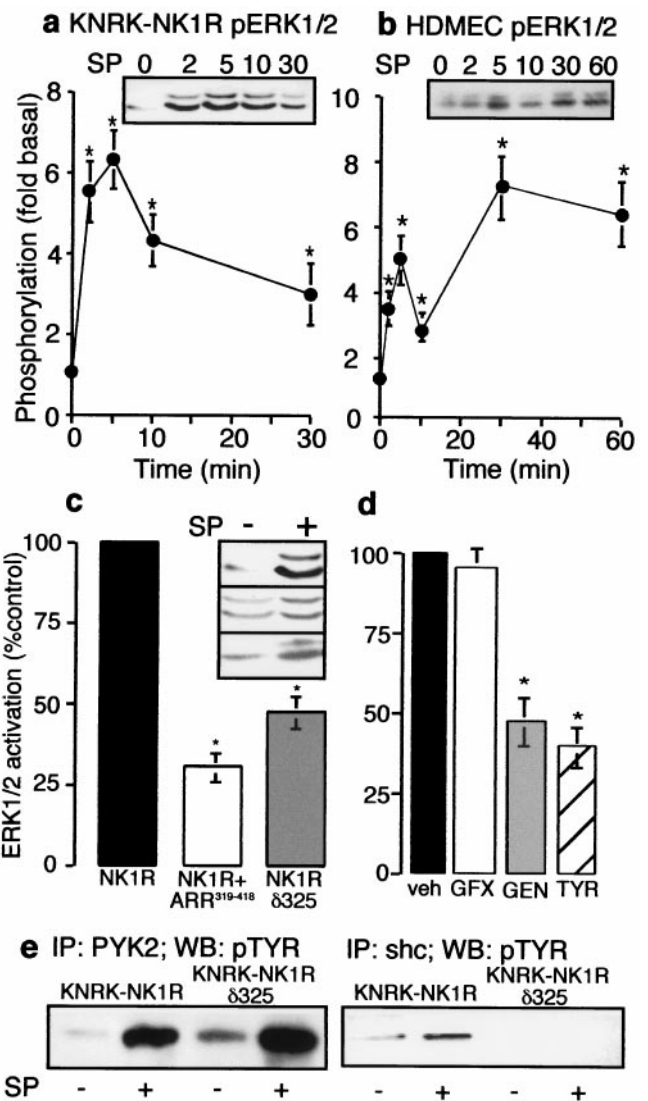 a KNRK-NK1R pERK1/2
SP 0 2 5 10 30
Phosphorylation (fold basal)
8
6
4
2
0
0 10 20 30
Time (min)
b HDMEC pERK1/2
SP 0 2 5 10 30 60
10
8
6
4
2
0
0 20 40 60
Time (min)
c
SP - +
ERK1/2 activation (%control)
100
75
50
25
0
* *
NK1R
NK1R+
ARR319-418
NK1R
δ325
d
100
75
50
25
0
* *
veh GFX GEN TYR
e IP: PYK2; WB: pTYR
KNRK-NK1R
KNRK-NK1R
δ325
SP - + - +
IP: shc; WB: pTYR
KNRK-NK1R
KNRK-NK1R
δ325
- + - +